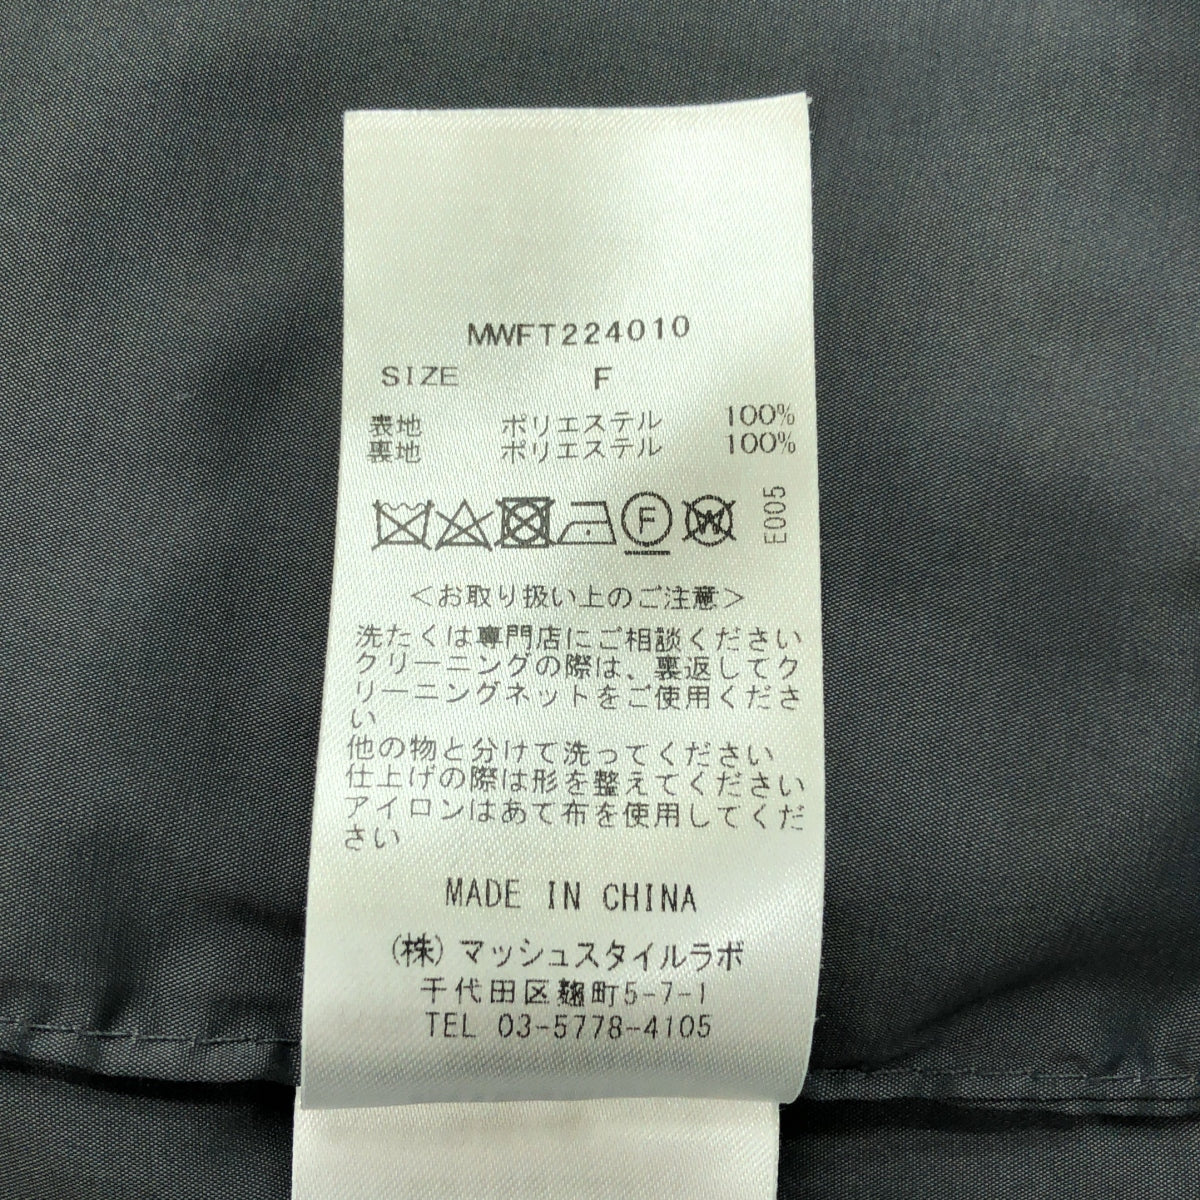 MWFT224010
SIZE F
表地 ポリエステル 100%
裏地 ポリエステル 100%
F W E005
<お取り扱い上のご注意>
洗たくは専門店にご相談ください
クリーニングの際は、裏返してク
リーニングネットをご使用くださ
い
他の物と分けて洗ってください
仕上げの際は形を整えてください
アイロンはあて布を使用してくだ
さい
MADE IN CHINA
(株)マッシュスタイルラボ
千代田区麹町5-7-1
TEL 03-5778-4105